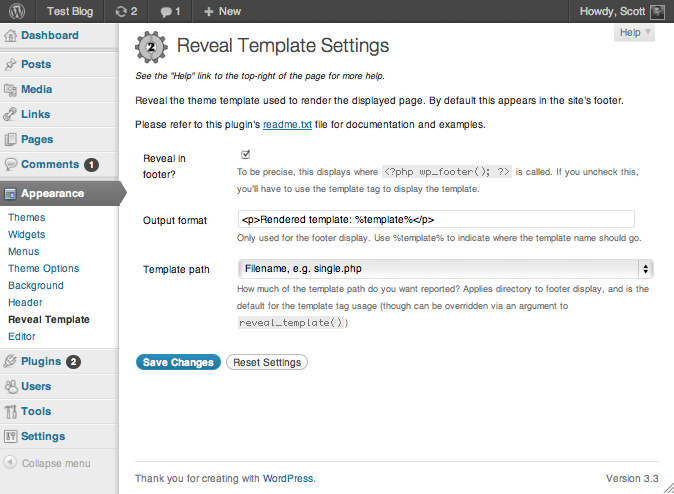 Test Blog 2 1 + New Howdy, Scott
Help
Dashboard
Posts
Media
Links
Pages
Comments 1
Appearance
Themes
Widgets
Menus
Theme Options
Background
Header
Reveal Template
Editor
Plugins 2
Users
Tools
Settings
Collapse menu
2 Reveal Template Settings
See the "Help" link to the top-right of the page for more help.
Reveal the theme template used to render the displayed page. By default this appears in the site's footer.
Please refer to this plugin's readme.txt file for documentation and examples.
Reveal in
footer?
To be precise, this displays where <?php wp_footer(); ?> is called. If you uncheck this,
you'll have to use the template tag to display the template.
Output format
<p>Rendered template: %template%</p>
Only used for the footer display. Use %template% to indicate where the template name should go.
Template path
Filename, e.g. single.php
How much of the template path do you want reported? Applies directory to footer display, and is the
default for the template tag usage (though can be overridden via an argument to
reveal_template())
Save Changes Reset Settings
Thank you for creating with WordPress. Version 3.3